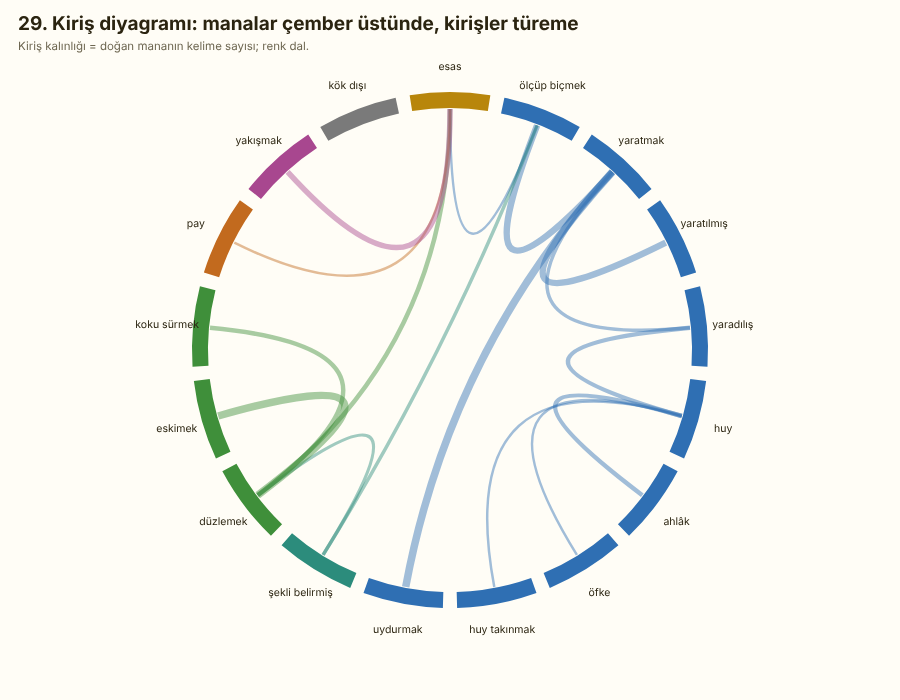 29. Kiriş diyagramı: manalar çember üstünde, kirişler türeme
Kiriş kalınlığı = doğan mananın kelime sayısı; renk dal.
esas
kök dışı
ölçüp biçmek
yakışmak
yaratmak
pay
yaratılmış
koku sürmek
yaradılış
eskimek
huy
düzlemek
ahlâk
şekli belirmiş
öfke
uydurmak
huy takınmak